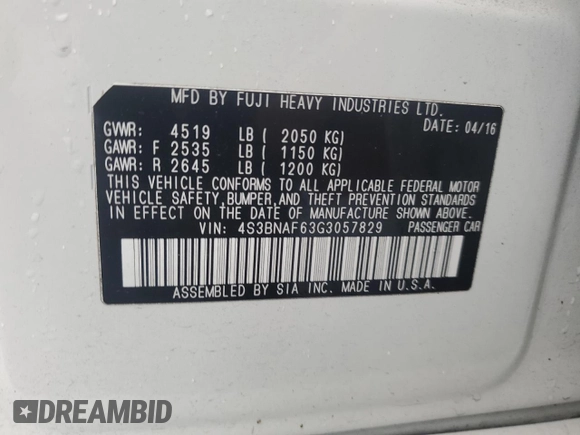 MFD BY FUJI HEAVY INDUSTRIES LTD.
DATE: 04/16
GVWR: 4519 LB ( 2050 KG)
GAWR: F 2535 LB ( 1150 KG)
GAWR: R 2645 LB ( 1200 KG)
THIS VEHICLE CONFORMS TO ALL APPLICABLE FEDERAL MOTOR
VEHICLE SAFETY,BUMPER,AND THEFT PREVENTION STANDARDS
IN EFFECT ON THE DATE OF MANUFACTURE SHOWN ABOVE.
VIN: 4S3BNAF63G3057829 PASSENGER CAR
ASSEMBLED BY SIA INC. MADE IN U.S.A.
DREAMBID